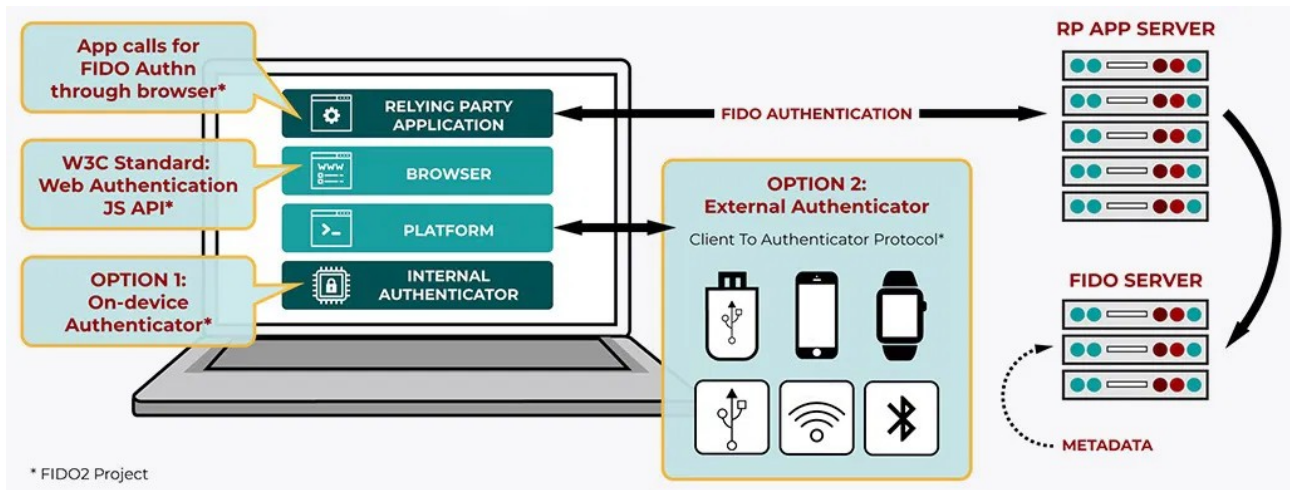 App calls for
FIDO Authn
through browser*
W3C Standard:
Web Authentication
JS API*
OPTION 1:
On-device
Authenticator*
RELYING PARTY
APPLICATION
WWW
BROWSER
PLATFORM
INTERNAL
AUTHENTICATOR
FIDO AUTHENTICATION
OPTION 2:
External Authenticator
Client To Authenticator Protocol*
RP APP SERVER
FIDO SERVER
METADATA
* FIDO2 Project